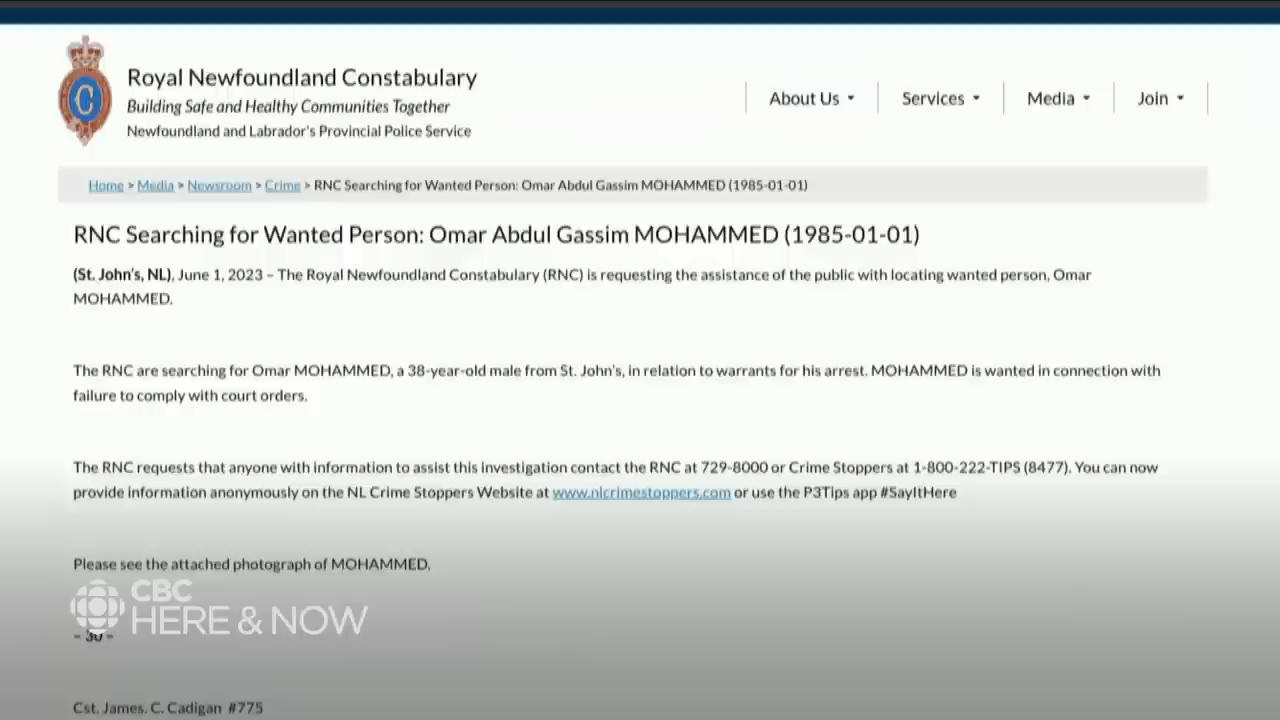 Royal Newfoundland Constabulary
Building Safe and Healthy Communities Together
Newfoundland and Labrador's Provincial Police Service
About Us
Services
Media
Join
C
Home > Media > Newsroom > Crime > RNC Searching for Wanted Person: Omar Abdul Gassim MOHAMMED (1985-01-01)
RNC Searching for Wanted Person: Omar Abdul Gassim MOHAMMED (1985-01-01)
(St. John's, NL), June 1, 2023 – The Royal Newfoundland Constabulary (RNC) is requesting the assistance of the public with locating wanted person, Omar
MOHAMMED.
The RNC are searching for Omar MOHAMMED, a 38-year-old male from St. John's, in relation to warrants for his arrest. MOHAMMED is wanted in connection with
failure to comply with court orders.
The RNC requests that anyone with information to assist this investigation contact the RNC at 729-8000 or Crime Stoppers at 1-800-222-TIPS (8477). You can now
provide information anonymously on the NL Crime Stoppers Website at www.nlcrimestoppers.com or use the P3Tips app #SayItHere
Please see the attached photograph of MOHAMMED.
CBC
HERE & NOW
– 30 –
Cst. James. C. Cadigan #775